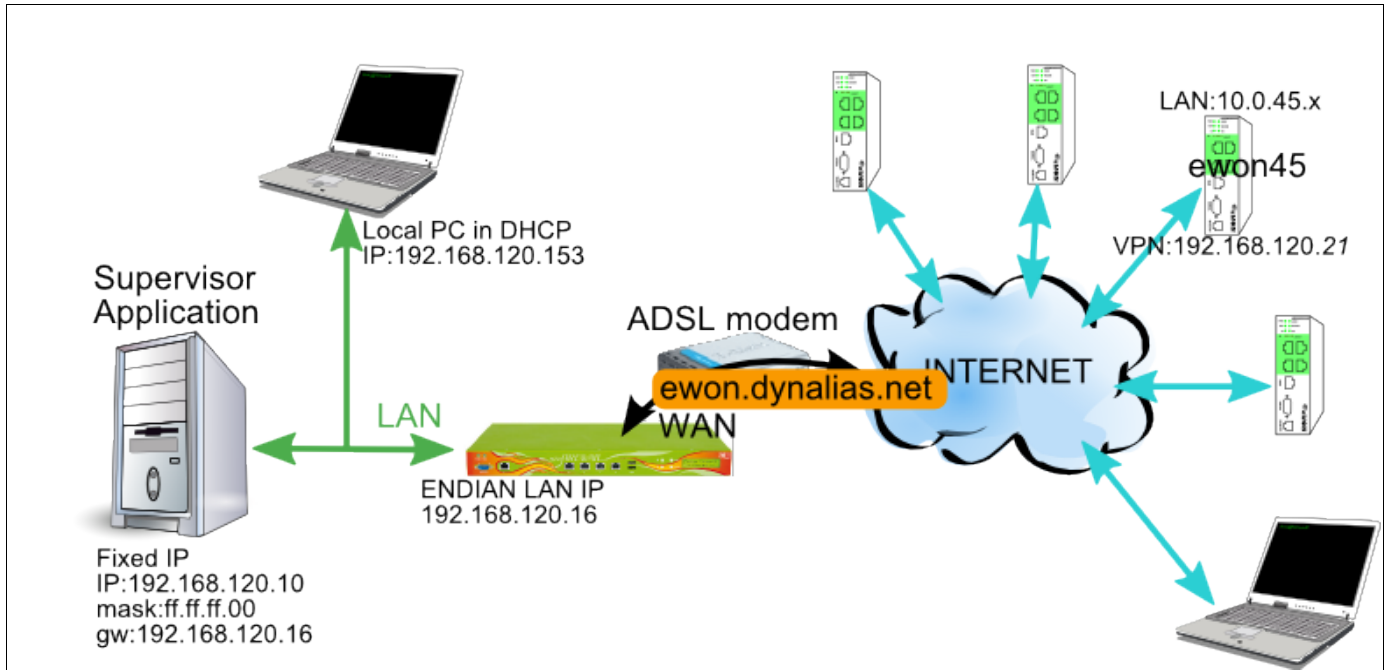 LAN:10.0.45.x
ewon45
VPN:192.168.120.21
Local PC in DHCP
IP:192.168.120.153
Supervisor
Application
ADSL modem
INTERNET
ewon.dynalias.net
WAN
LAN
ENDIAN LAN IP
192.168.120.16
Fixed IP
IP:192.168.120.10
mask:ff.ff.ff.00
gw:192.168.120.16